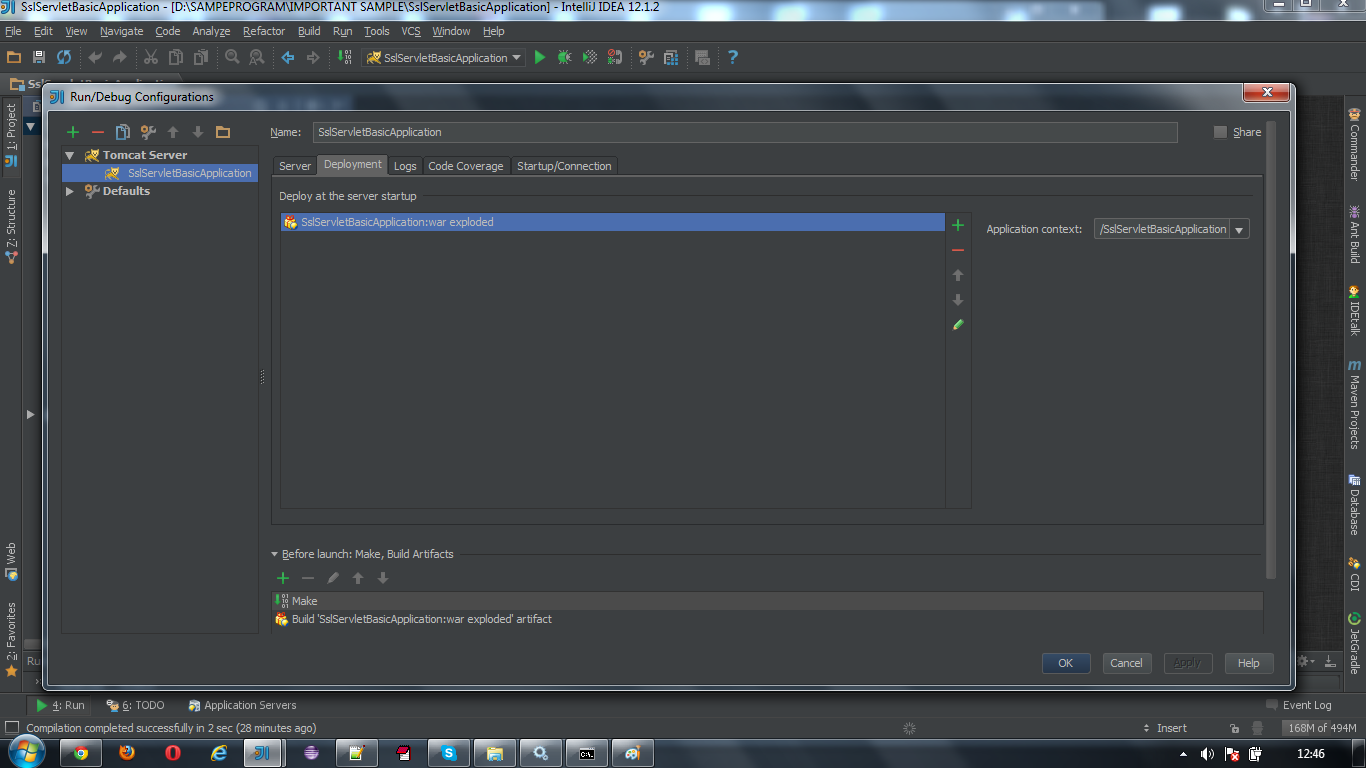 SslServletBasicApplication - [D:\SAMPEPROGRAM\IMPORTANT SAMPLE\SslServletBasicApplication] - IntelliJ IDEA 12.1.2
File Edit View Navigate Code Analyze Refactor Build Run Tools VCS Window Help
SslServletBasicApplication
Run/Debug Configurations
Name: SslServletBasicApplication Share
Tomcat Server
SslServletBasicApplication
Defaults
Server Deployment Logs Code Coverage Startup/Connection
Deploy at the server startup
SslServletBasicApplication:war exploded
Application context: /SslServletBasicApplication
Before launch: Make, Build Artifacts
Make
Build 'SslServletBasicApplication:war exploded' artifact
OK Cancel Apply Help
1: Project
Z: Structure
Web
2: Favorites
Commander
Ant Build
IDEtalk
Maven Projects
Database
CDI
JetGradle
4: Run 6: TODO Application Servers Event Log
Compilation completed successfully in 2 sec (28 minutes ago) Insert 168M of 494M
12:46